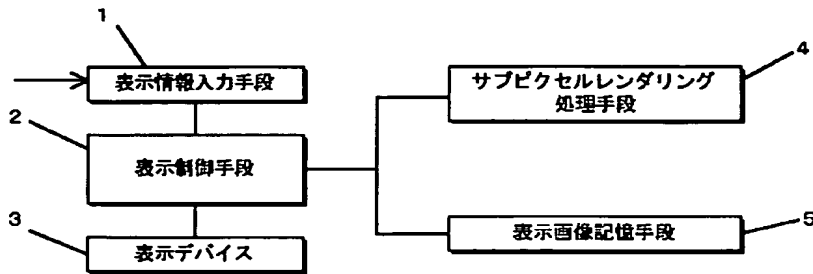 1
表示情報入力手段
2
表示制御手段
3
表示デバイス
4
サブピクセルレンダリング
処理手段
5
表示画像記憶手段